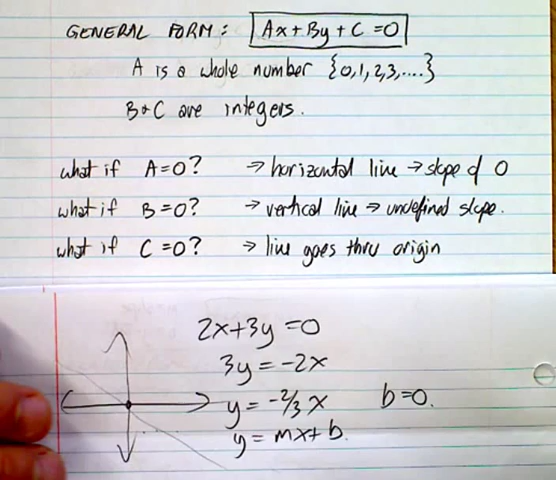 GENERAL FORM: Ax + By + C = 0
A is a whole number {0,1,2,3,....}
B & C are integers.
what if A=0? → horizontal line → slope of 0
what if B=0? → vertical line → undefined slope.
what if C=0? → line goes thru origin
2x+3y=0
3y=-2x
y=-2/3x b=0.
y=mx+b.